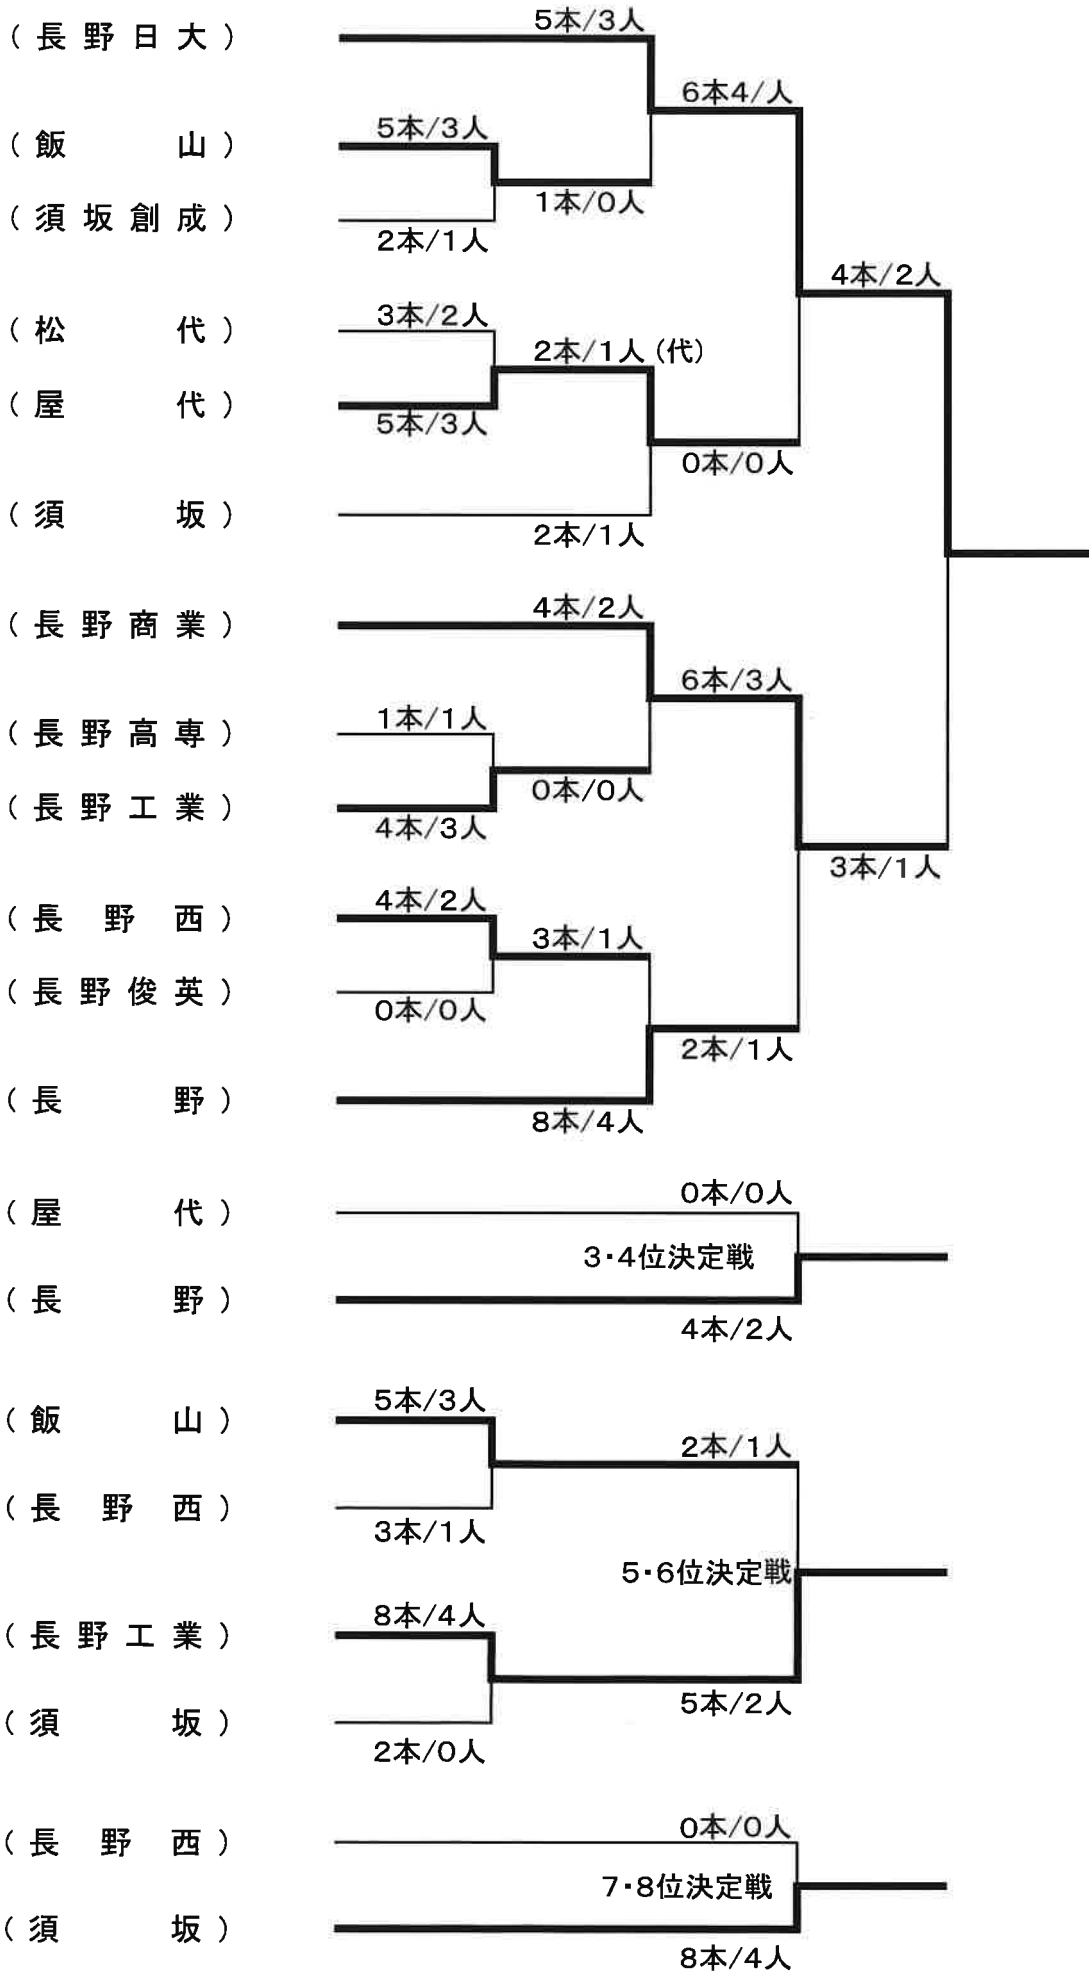 (長野日大)
5本/3人
6本4/人
(飯山)
5本/3人
1本/0人
(須坂創成)
2本/1人
4本/2人
(松代)
3本/2人
2本/1人(代)
(屋代)
5本/3人
0本/0人
(須坂)
2本/1人
(長野商業)
4本/2人
6本/3人
(長野高専)
1本/1人
0本/0人
(長野工業)
4本/3人
3本/1人
(長野西)
4本/2人
3本/1人
(長野俊英)
0本/0人
2本/1人
(長野)
8本/4人
(屋代)
0本/0人
3・4位決定戦
(長野)
4本/2人
(飯山)
5本/3人
2本/1人
(長野西)
3本/1人
5・6位決定戦
(長野工業)
8本/4人
5本/2人
(須坂)
2本/0人
(長野西)
0本/0人
7・8位決定戦
(須坂)
8本/4人